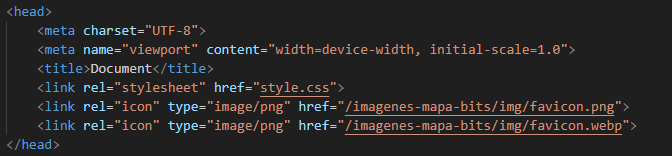 <head>
<meta charset="UTF-8">
<meta name="viewport" content="width=device-width, initial-scale=1.0">
<title>Document</title>
<link rel="stylesheet" href="style.css">
<link rel="icon" type="image/png" href="/imagenes-mapa-bits/img/favicon.png">
<link rel="icon" type="image/png" href="/imagenes-mapa-bits/img/favicon.webp">
</head>